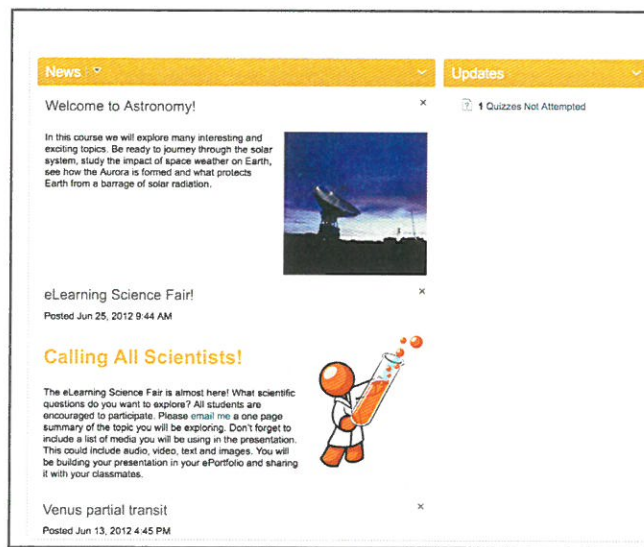 News
Welcome to Astronomy!
In this course we will explore many interesting and
exciting topics. Be ready to journey through the solar
system, study the impact of space weather on Earth,
see how the Aurora is formed and what protects
Earth from a barrage of solar radiation.
eLearning Science Fair!
Posted Jun 25, 2012 9:44 AM
Calling All Scientists!
The eLearning Science Fair is almost here! What scientific
questions do you want to explore? All students are
encouraged to participate. Please email me a one page
summary of the topic you will be exploring. Don't forget to
include a list of media you will be using in the presentation.
This could include audio, video, text and images. You will
be building your presentation in your ePortfolio and sharing
it with your classmates.
Venus partial transit
Posted Jun 13, 2012 4:45 PM
Updates
1 Quizzes Not Attempted